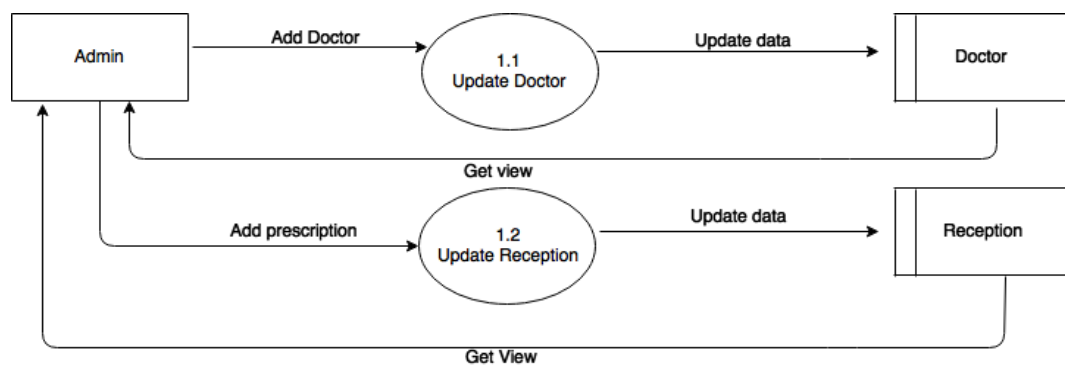 Admin
Add Doctor
1.1
Update Doctor
Update data
Doctor
Get view
Add prescription
1.2
Update Reception
Update data
Reception
Get View